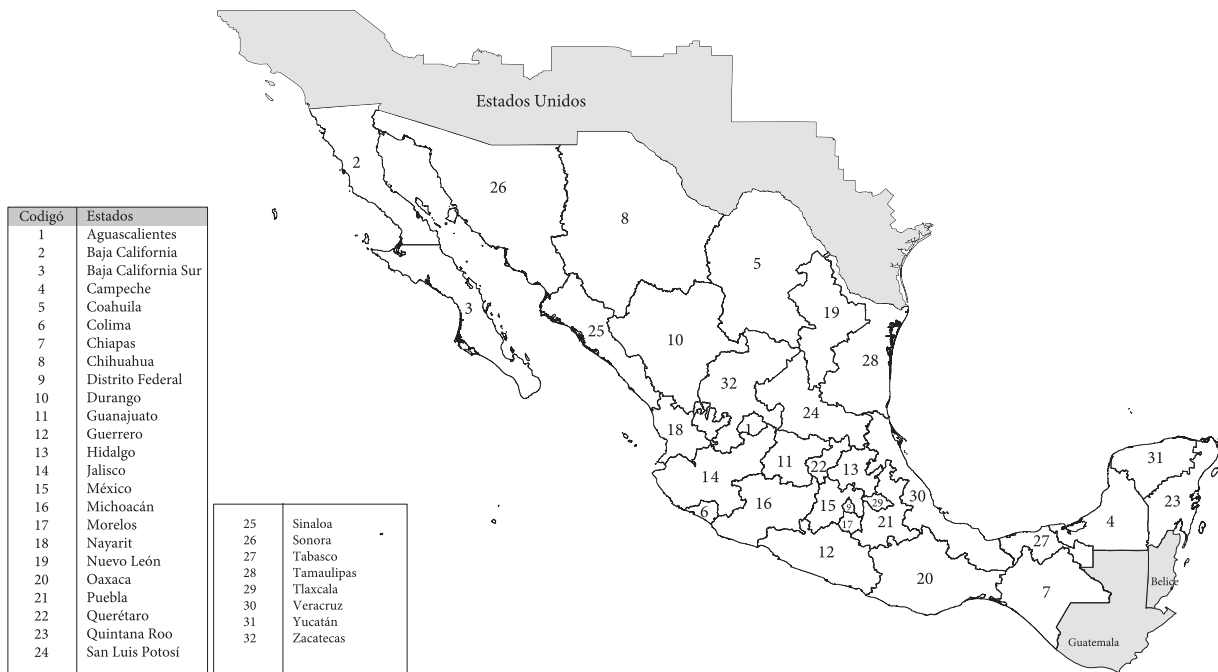 Estados Unidos
2
26
8
5
3
25
10
19
28
32
24
18
1
14
11
22
13
6
16
15
9
29
17
21
30
12
20
27
7
4
31
23
Belice
Guatemala
Codigó Estados
1 Aguascalientes
2 Baja California
3 Baja California Sur
4 Campeche
5 Coahuila
6 Colima
7 Chiapas
8 Chihuahua
9 Distrito Federal
10 Durango
11 Guanajuato
12 Guerrero
13 Hidalgo
14 Jalisco
15 México
16 Michoacán
17 Morelos
18 Nayarit
19 Nuevo León
20 Oaxaca
21 Puebla
22 Querétaro
23 Quintana Roo
24 San Luis Potosí
25 Sinaloa
26 Sonora
27 Tabasco
28 Tamaulipas
29 Tlaxcala
30 Veracruz
31 Yucatán
32 Zacatecas